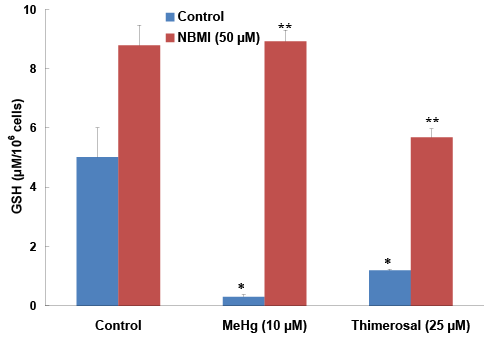 10
8
6
4
2
0
GSH (µM/10⁶ cells)
Control
NBMI (50 µM)
**
**
*
*
Control
MeHg (10 µM)
Thimerosal (25 µM)